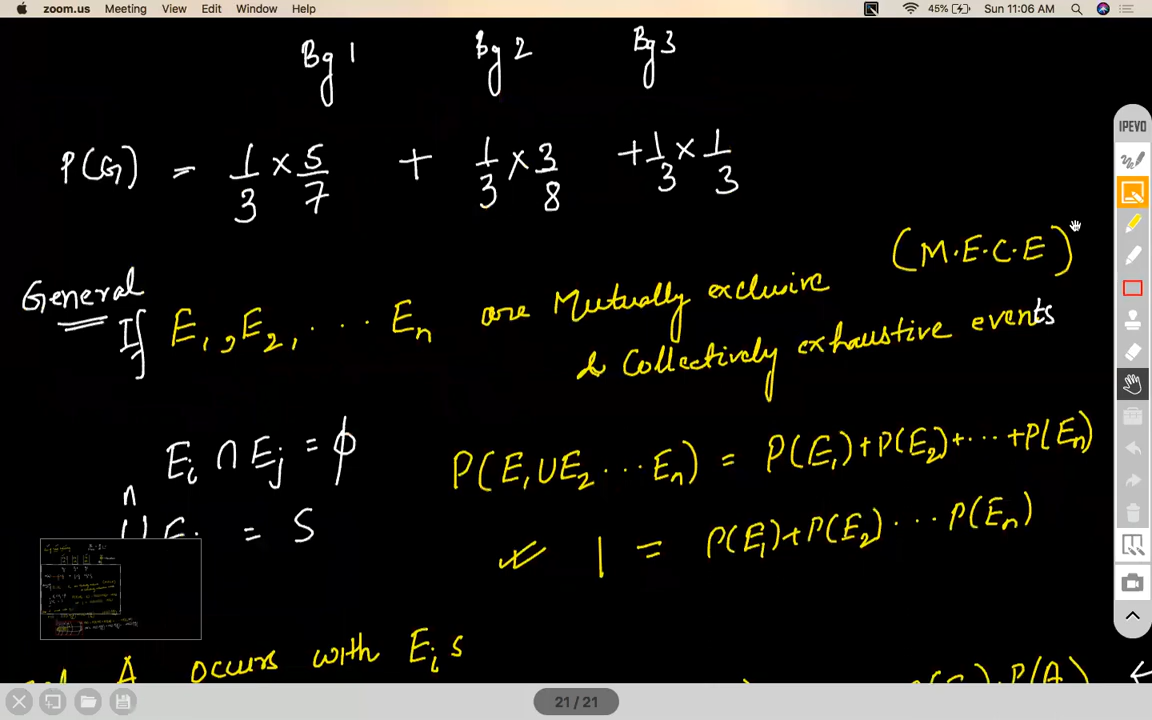 zoom.us Meeting View Edit Window Help 45% Sun 11:06 AM
Bg 1 Bg 2 Bg 3
P(G) = 1/3 × 5/7 + 1/3 × 3/8 + 1/3 × 1/3
IPEVO
(M.E.C.E)
General
If E₁, E₂, ... Eₙ are Mutually exclusive
& Collectively exhaustive events
Eᵢ ∩ Eⱼ = ϕ
P(E₁ ∪ E₂ ... Eₙ) = P(E₁) + P(E₂) + ... + P(Eₙ)
n
∪ Eᵢ = S
✓ 1 = P(E₁) + P(E₂) ... P(Eₙ)
A occurs with Eᵢ s
P(A)
21 / 21